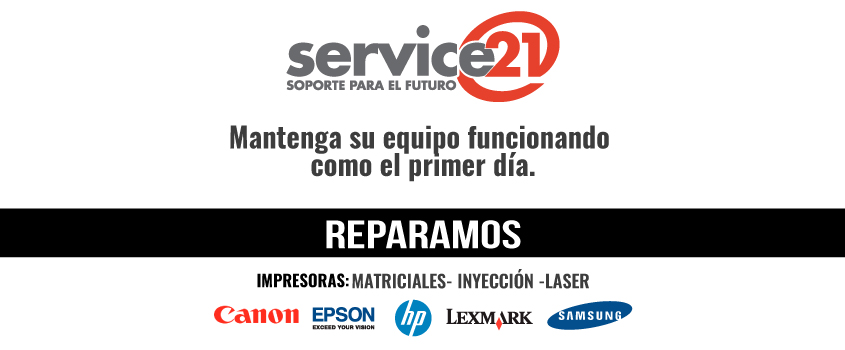 service21
SOPORTE PARA EL FUTURO
Mantenga su equipo funcionando
como el primer día.
REPARAMOS
IMPRESORAS: MATRICIALES- INYECCIÓN -LASER
Canon EPSON hp LEXMARK SAMSUNG
EXCEED YOUR VISION